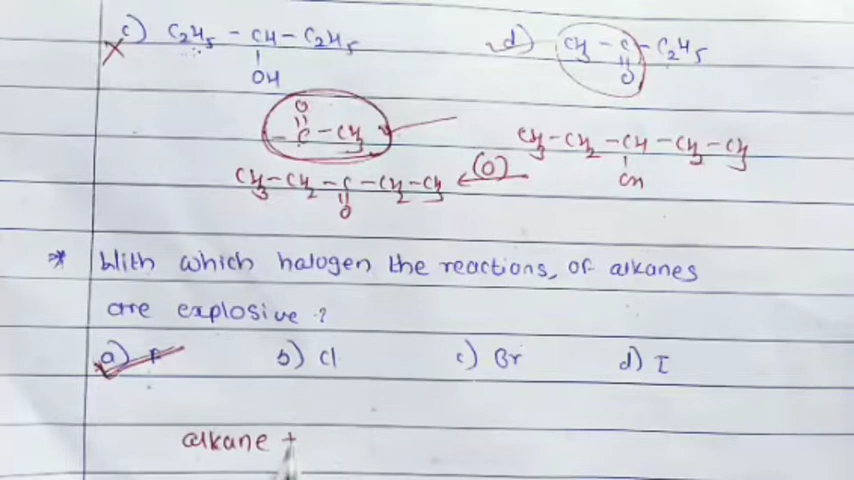 c) C2H5 - CH - C2H5 d) CH3 - C - C2H5
OH O
O
- C - CH3
CH3 - CH2 - CH - CH2 - CH3
CH3 - CH2 - C - CH2 - CH3 (O)
OH
O
* With which halogen the reactions, of alkanes
are explosive ?
a) F b) Cl c) Br d) I
alkane +